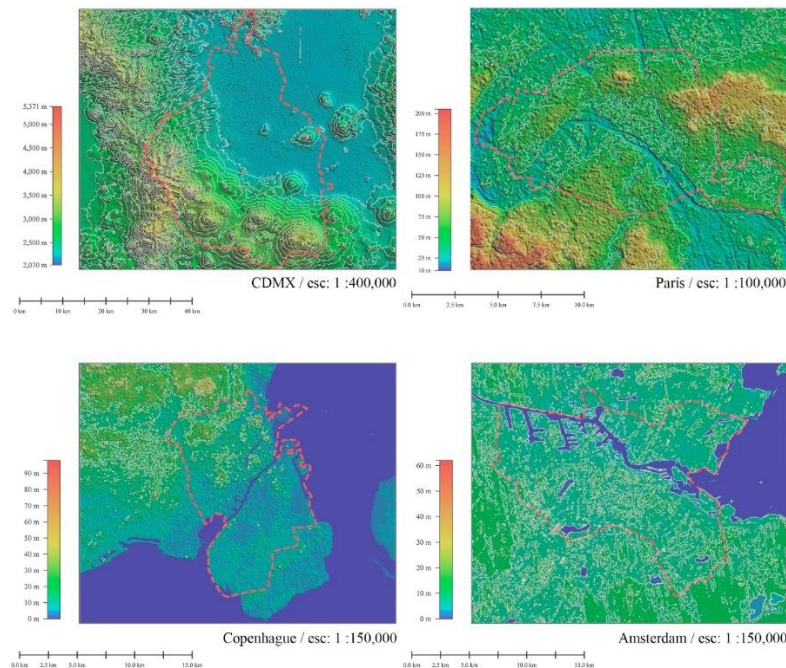 5,371 m
5,000 m
4,500 m
4,000 m
3,500 m
3,000 m
2,500 m
2,030 m
CDMX / esc: 1 :400,000
0.0 km 10 km 20 km 30 km 40 km
200 m
175 m
150 m
125 m
100 m
75 m
50 m
25 m
10 m
París / esc: 1 :100,000
0.0 km 2.5 km 5.0 km 7.5 km 10.0 km
90 m
80 m
70 m
60 m
50 m
40 m
30 m
20 m
10 m
0 m
Copenhague / esc: 1 :150,000
0.0 km 2.5 km 5.0 km 10.0 km 15.0 km
60 m
50 m
40 m
30 m
20 m
10 m
0 m
Amsterdam / esc: 1 :150,000
0.0 km 2.5 km 5.0 km 10.0 km 15.0 km